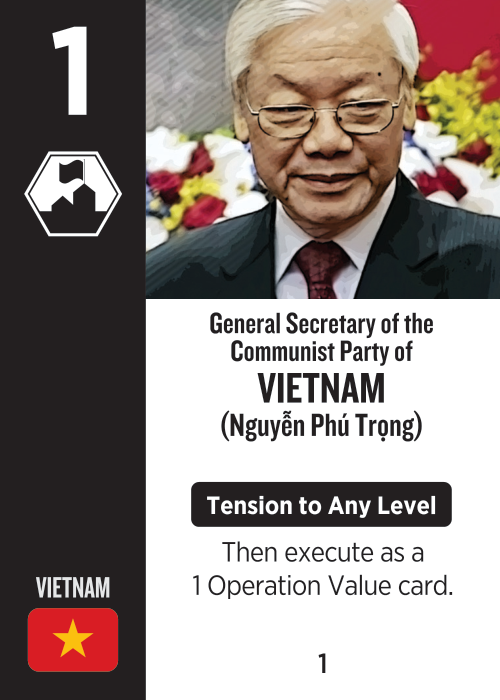 1
General Secretary of the
Communist Party of
VIETNAM
(Nguyễn Phú Trọng)
Tension to Any Level
Then execute as a
1 Operation Value card.
VIETNAM
1